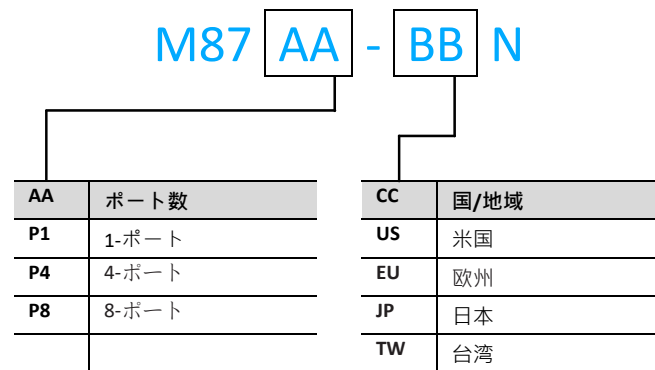 M87 AA - BB N
AA ポート数
P1 1-ポート
P4 4-ポート
P8 8-ポート
CC 国/地域
US 米国
EU 欧州
JP 日本
TW 台湾